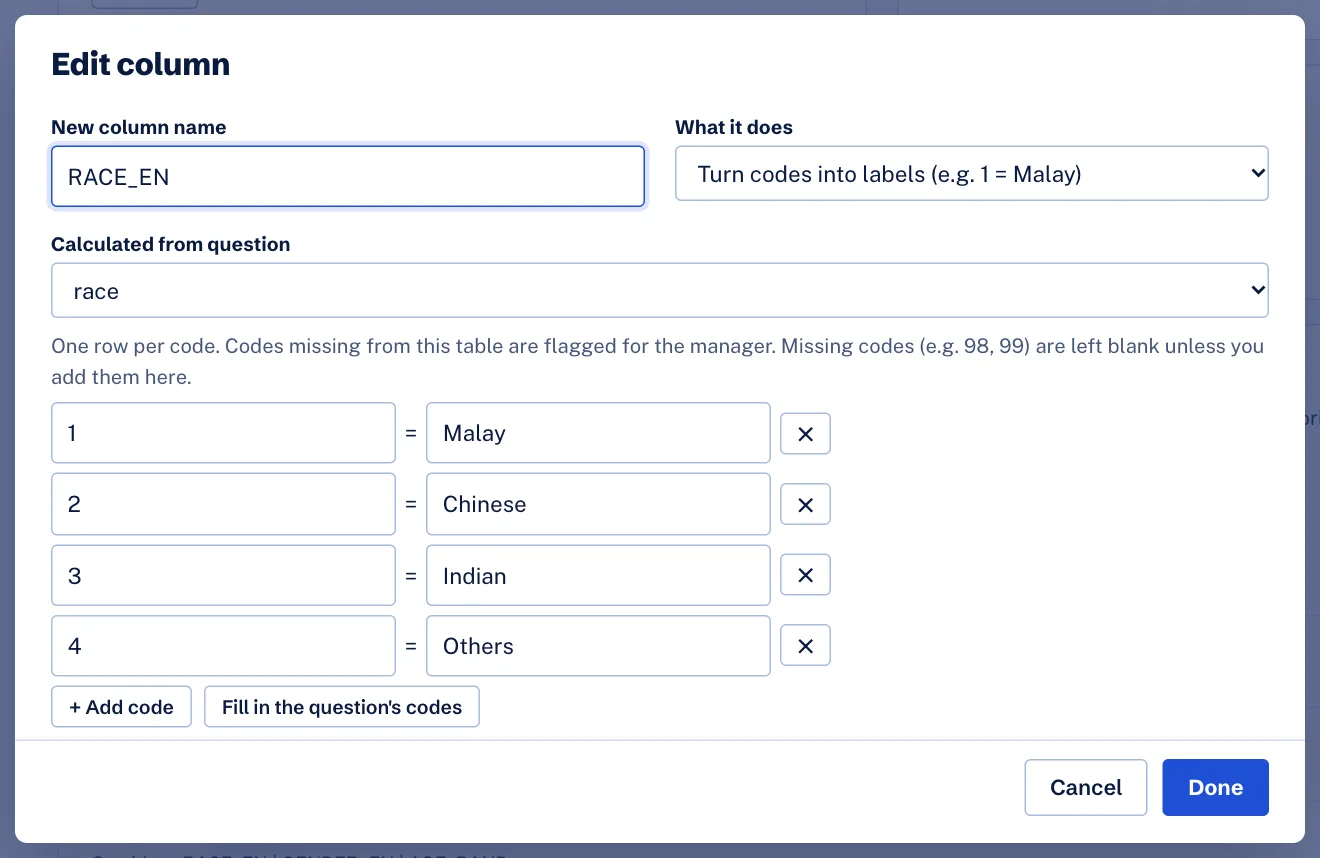 Edit column
New column name
What it does
RACE_EN
Turn codes into labels (e.g. 1 = Malay)
Calculated from question
race
One row per code. Codes missing from this table are flagged for the manager. Missing codes (e.g. 98, 99) are left blank unless you
add them here.
1 = Malay ✕
2 = Chinese ✕
3 = Indian ✕
4 = Others ✕
+ Add code
Fill in the question's codes
Cancel
Done